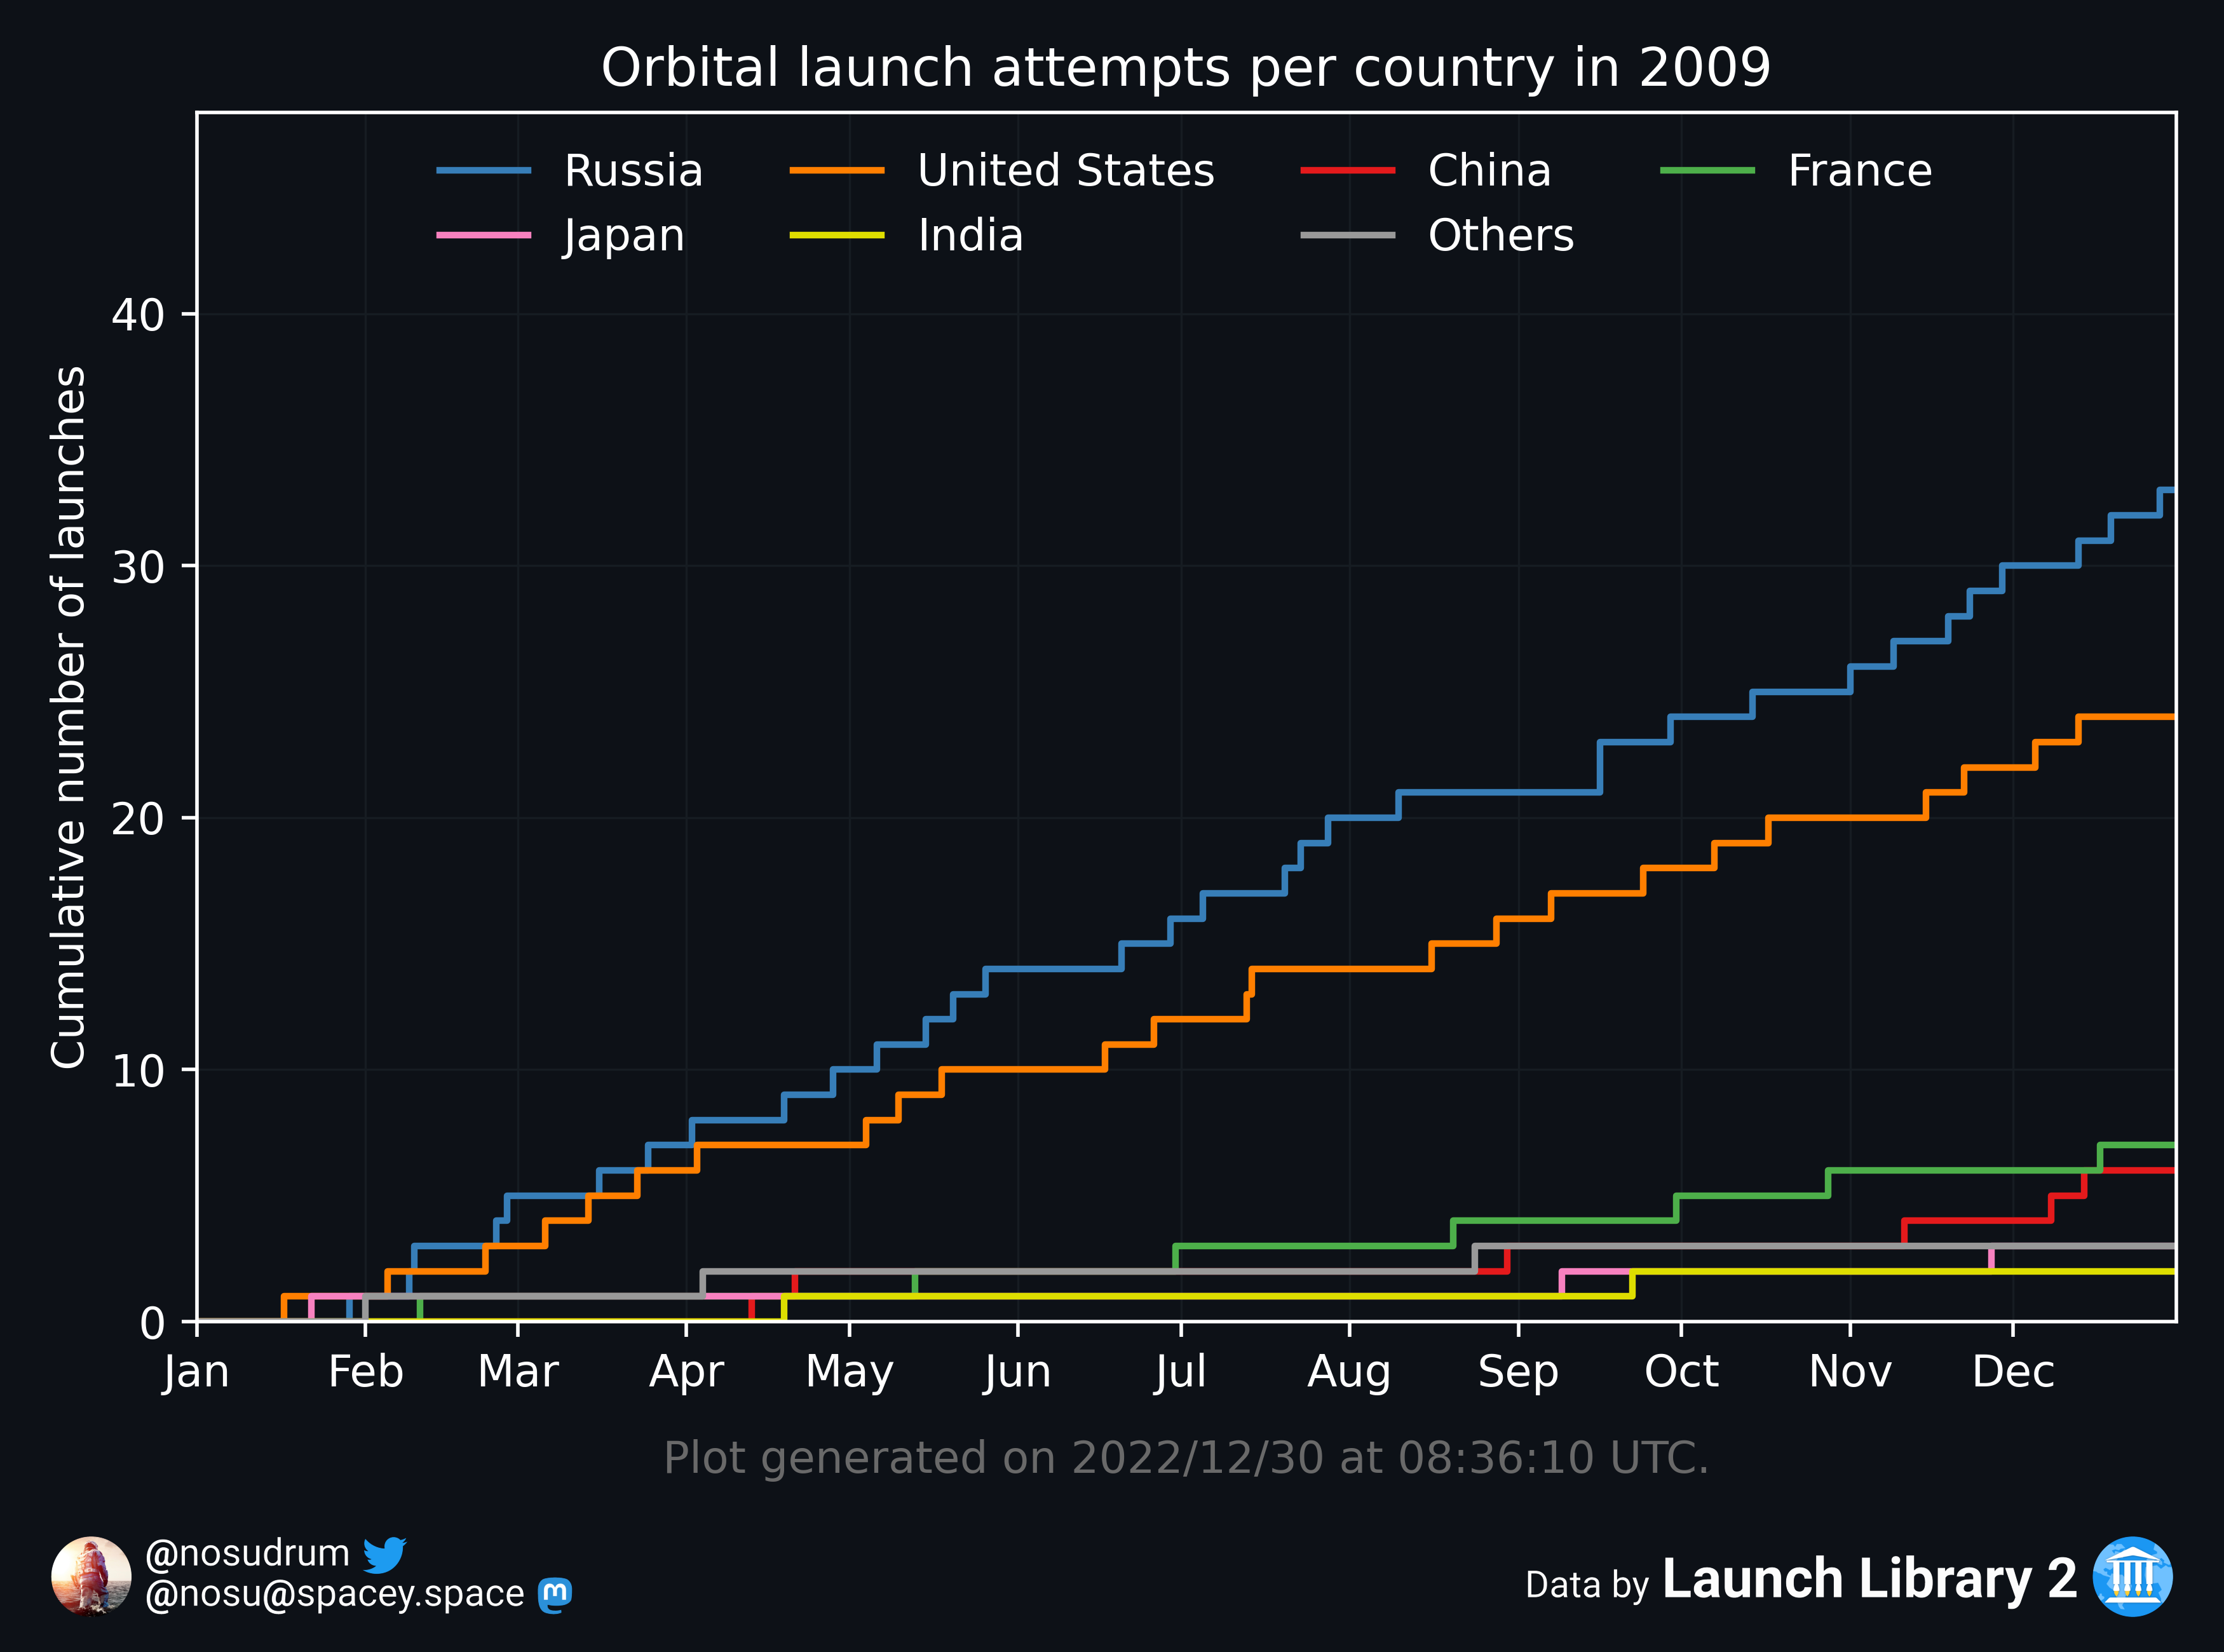 Orbital launch attempts per country in 2009
Russia United States China France
Japan India Others
Cumulative number of launches
40
30
20
10
0
Jan Feb Mar Apr May Jun Jul Aug Sep Oct Nov Dec
Plot generated on 2022/12/30 at 08:36:10 UTC.
@nosudrum
@nosu@spacey.space
Data by Launch Library 2